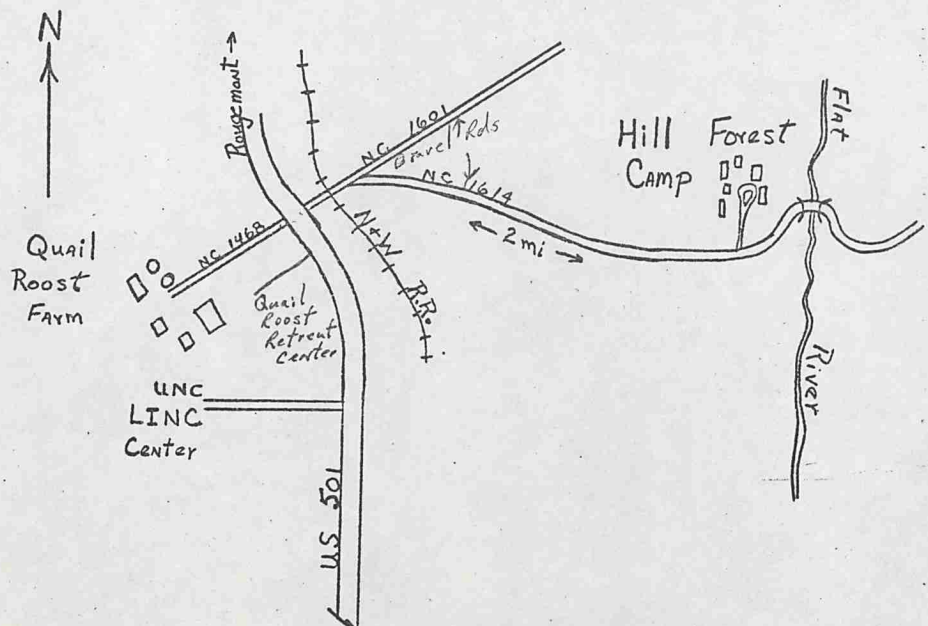 N
Rougemont →
NC 1601
Gravel Rds
NC 1614
← 2 mi →
Hill Forest
CAMP
Flat
River
NC 1468
N+W
R.R.
Quail
Roost
FArm
Quail
Roost
Retreat
Center
UNC
LINC
Center
US 501